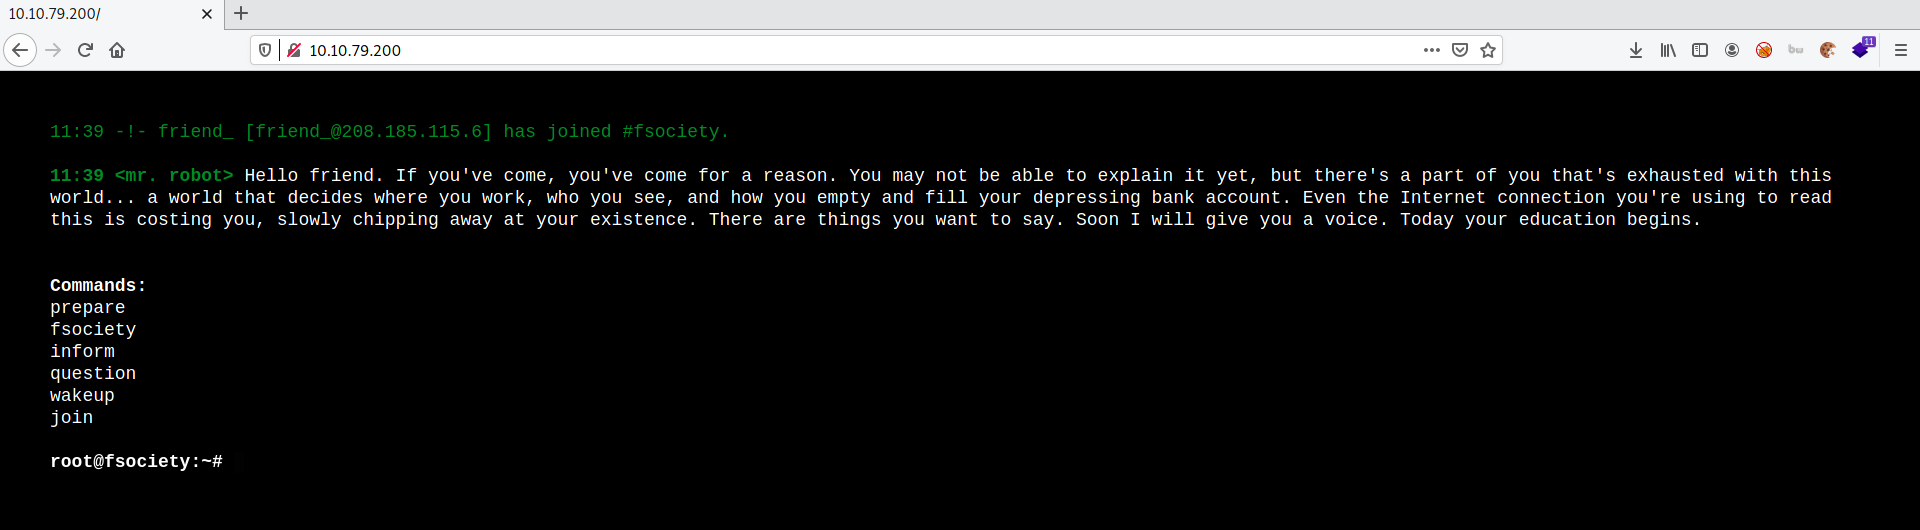 10.10.79.200/
10.10.79.200
11
11:39 -!- friend_ [friend_@208.185.115.6] has joined #fsociety.
11:39 <mr. robot> Hello friend. If you've come, you've come for a reason. You may not be able to explain it yet, but there's a part of you that's exhausted with this
world... a world that decides where you work, who you see, and how you empty and fill your depressing bank account. Even the Internet connection you're using to read
this is costing you, slowly chipping away at your existence. There are things you want to say. Soon I will give you a voice. Today your education begins.
Commands:
prepare
fsociety
inform
question
wakeup
join
root@fsociety:~#